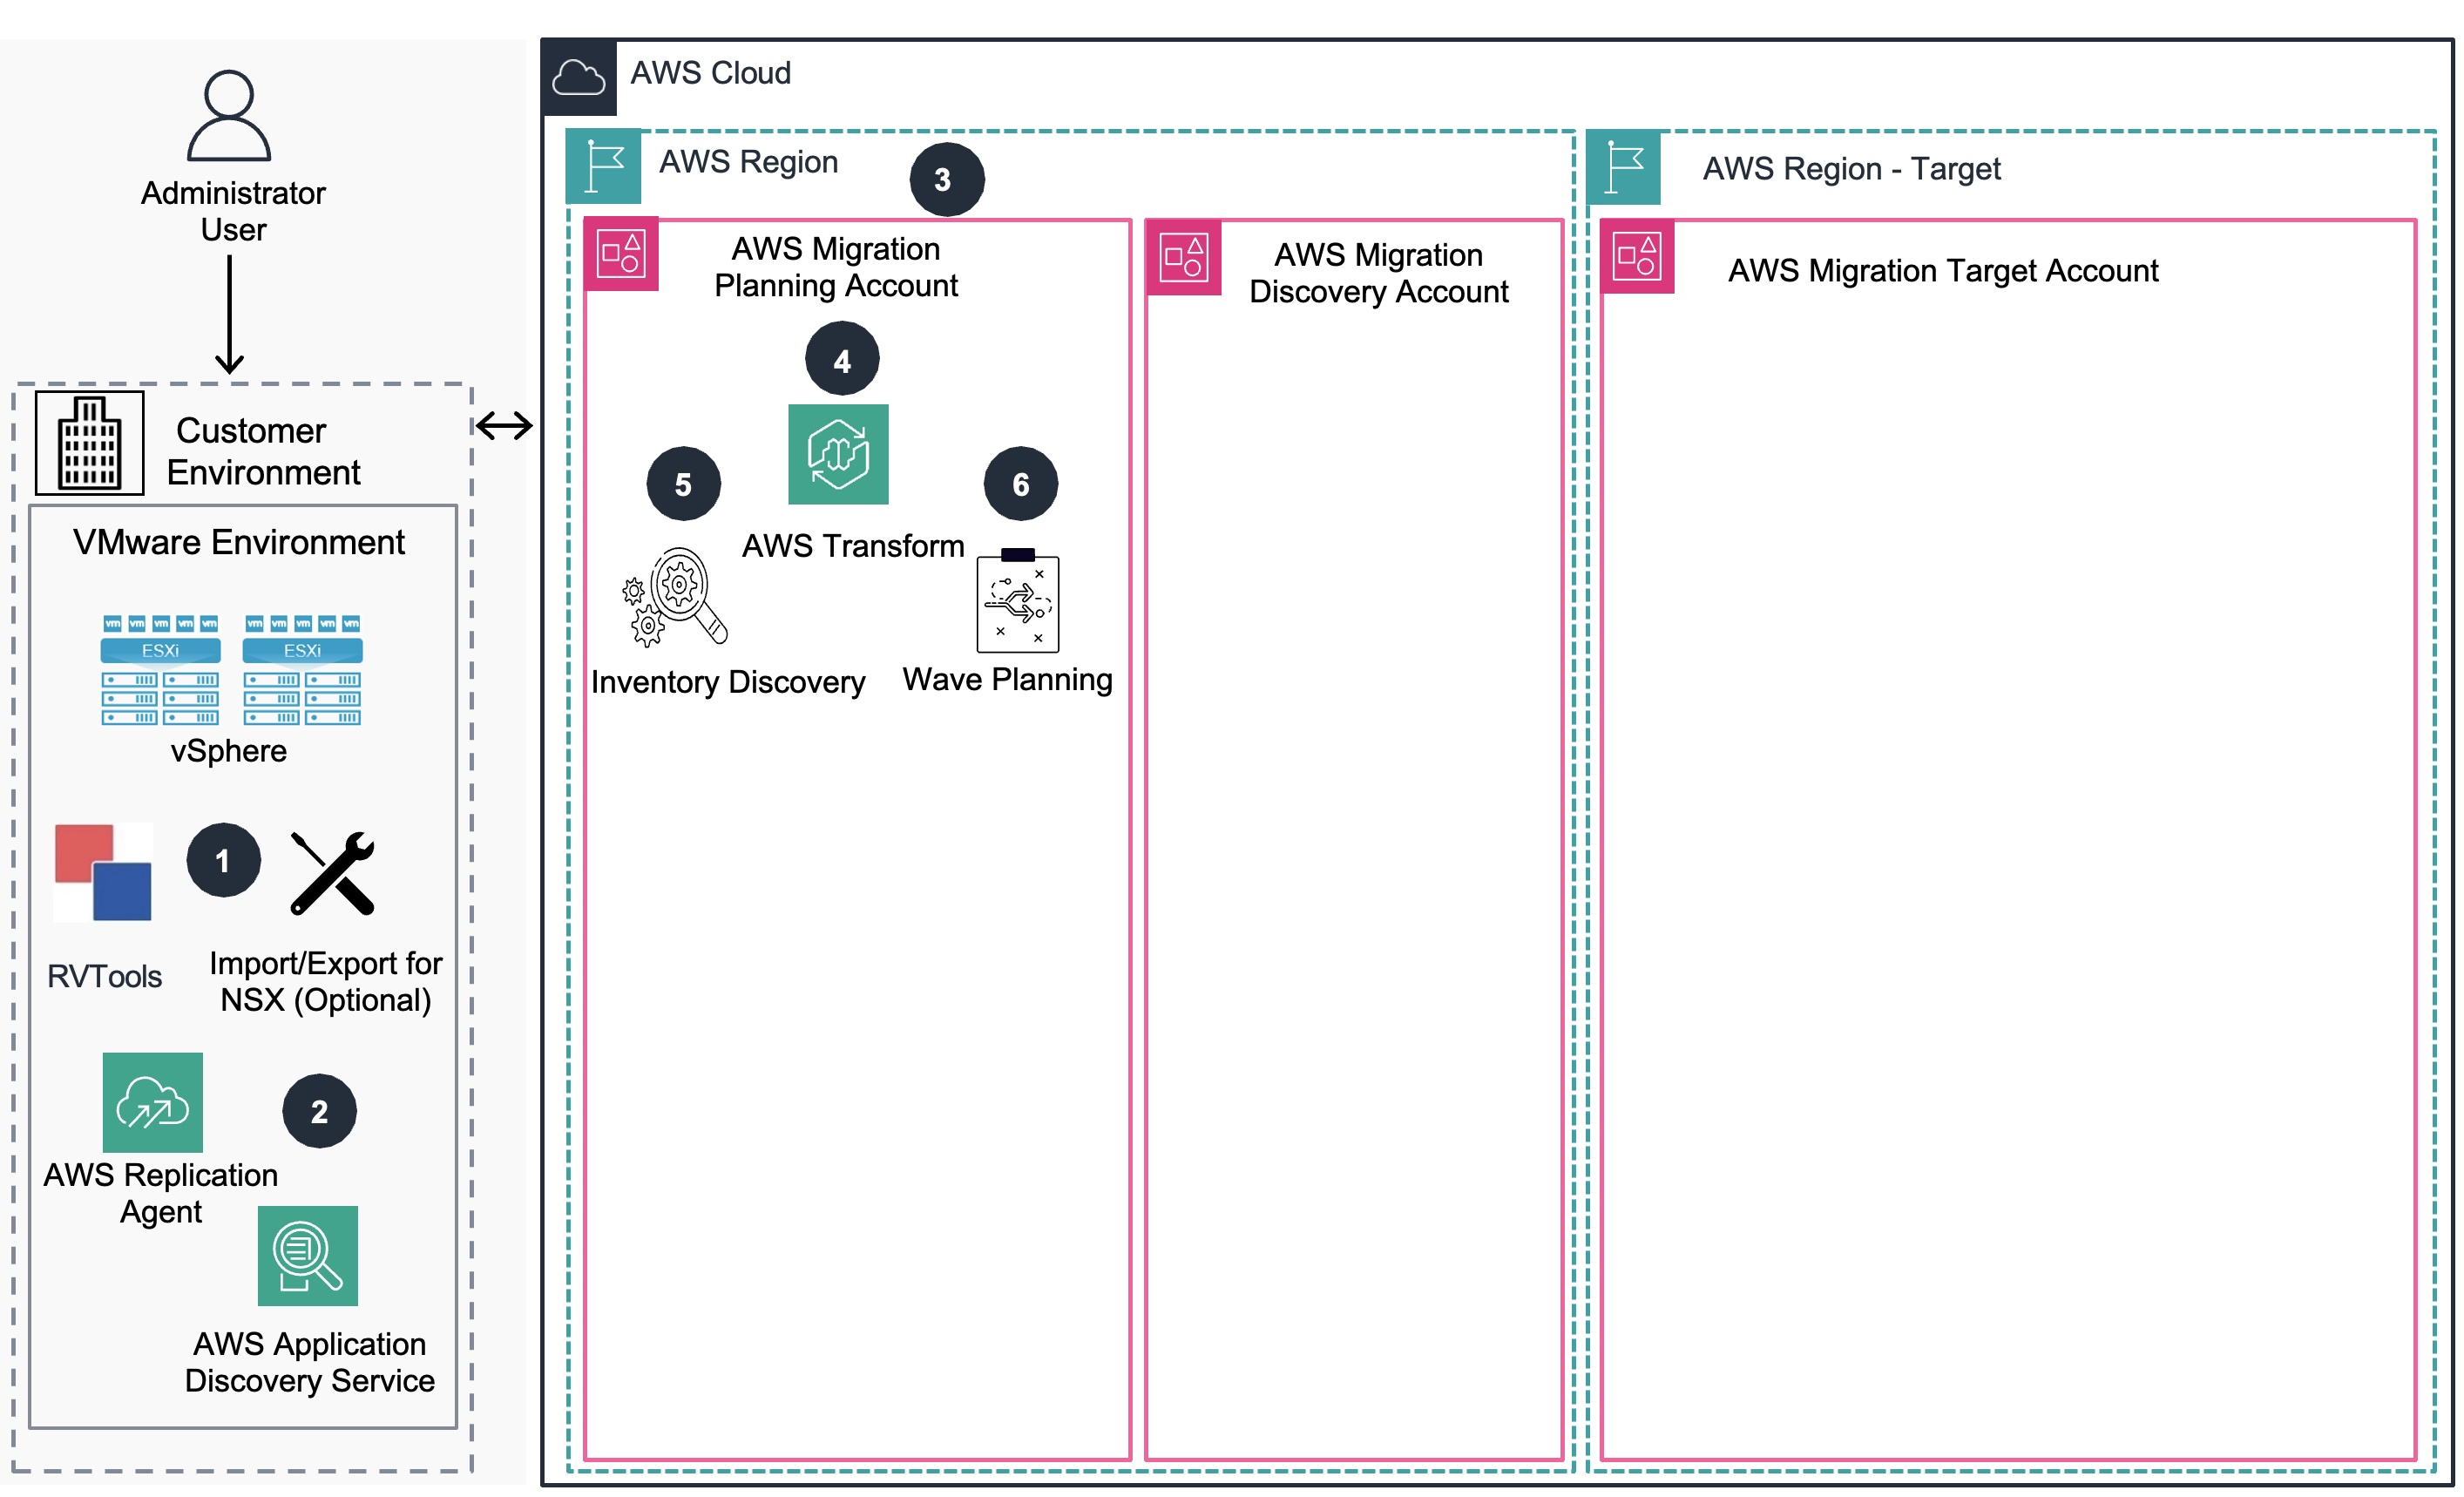 Administrator
User
Customer
Environment
VMware Environment
vm vm vm vm vm
vm vm vm vm vm
ESXi
ESXi
vSphere
1
RVTools
Import/Export for
NSX (Optional)
2
AWS Replication
Agent
AWS Application
Discovery Service
AWS Cloud
AWS Region
3
AWS Migration
Planning Account
4
AWS Transform
5
Inventory Discovery
6
Wave Planning
AWS Migration
Discovery Account
AWS Region - Target
AWS Migration Target Account